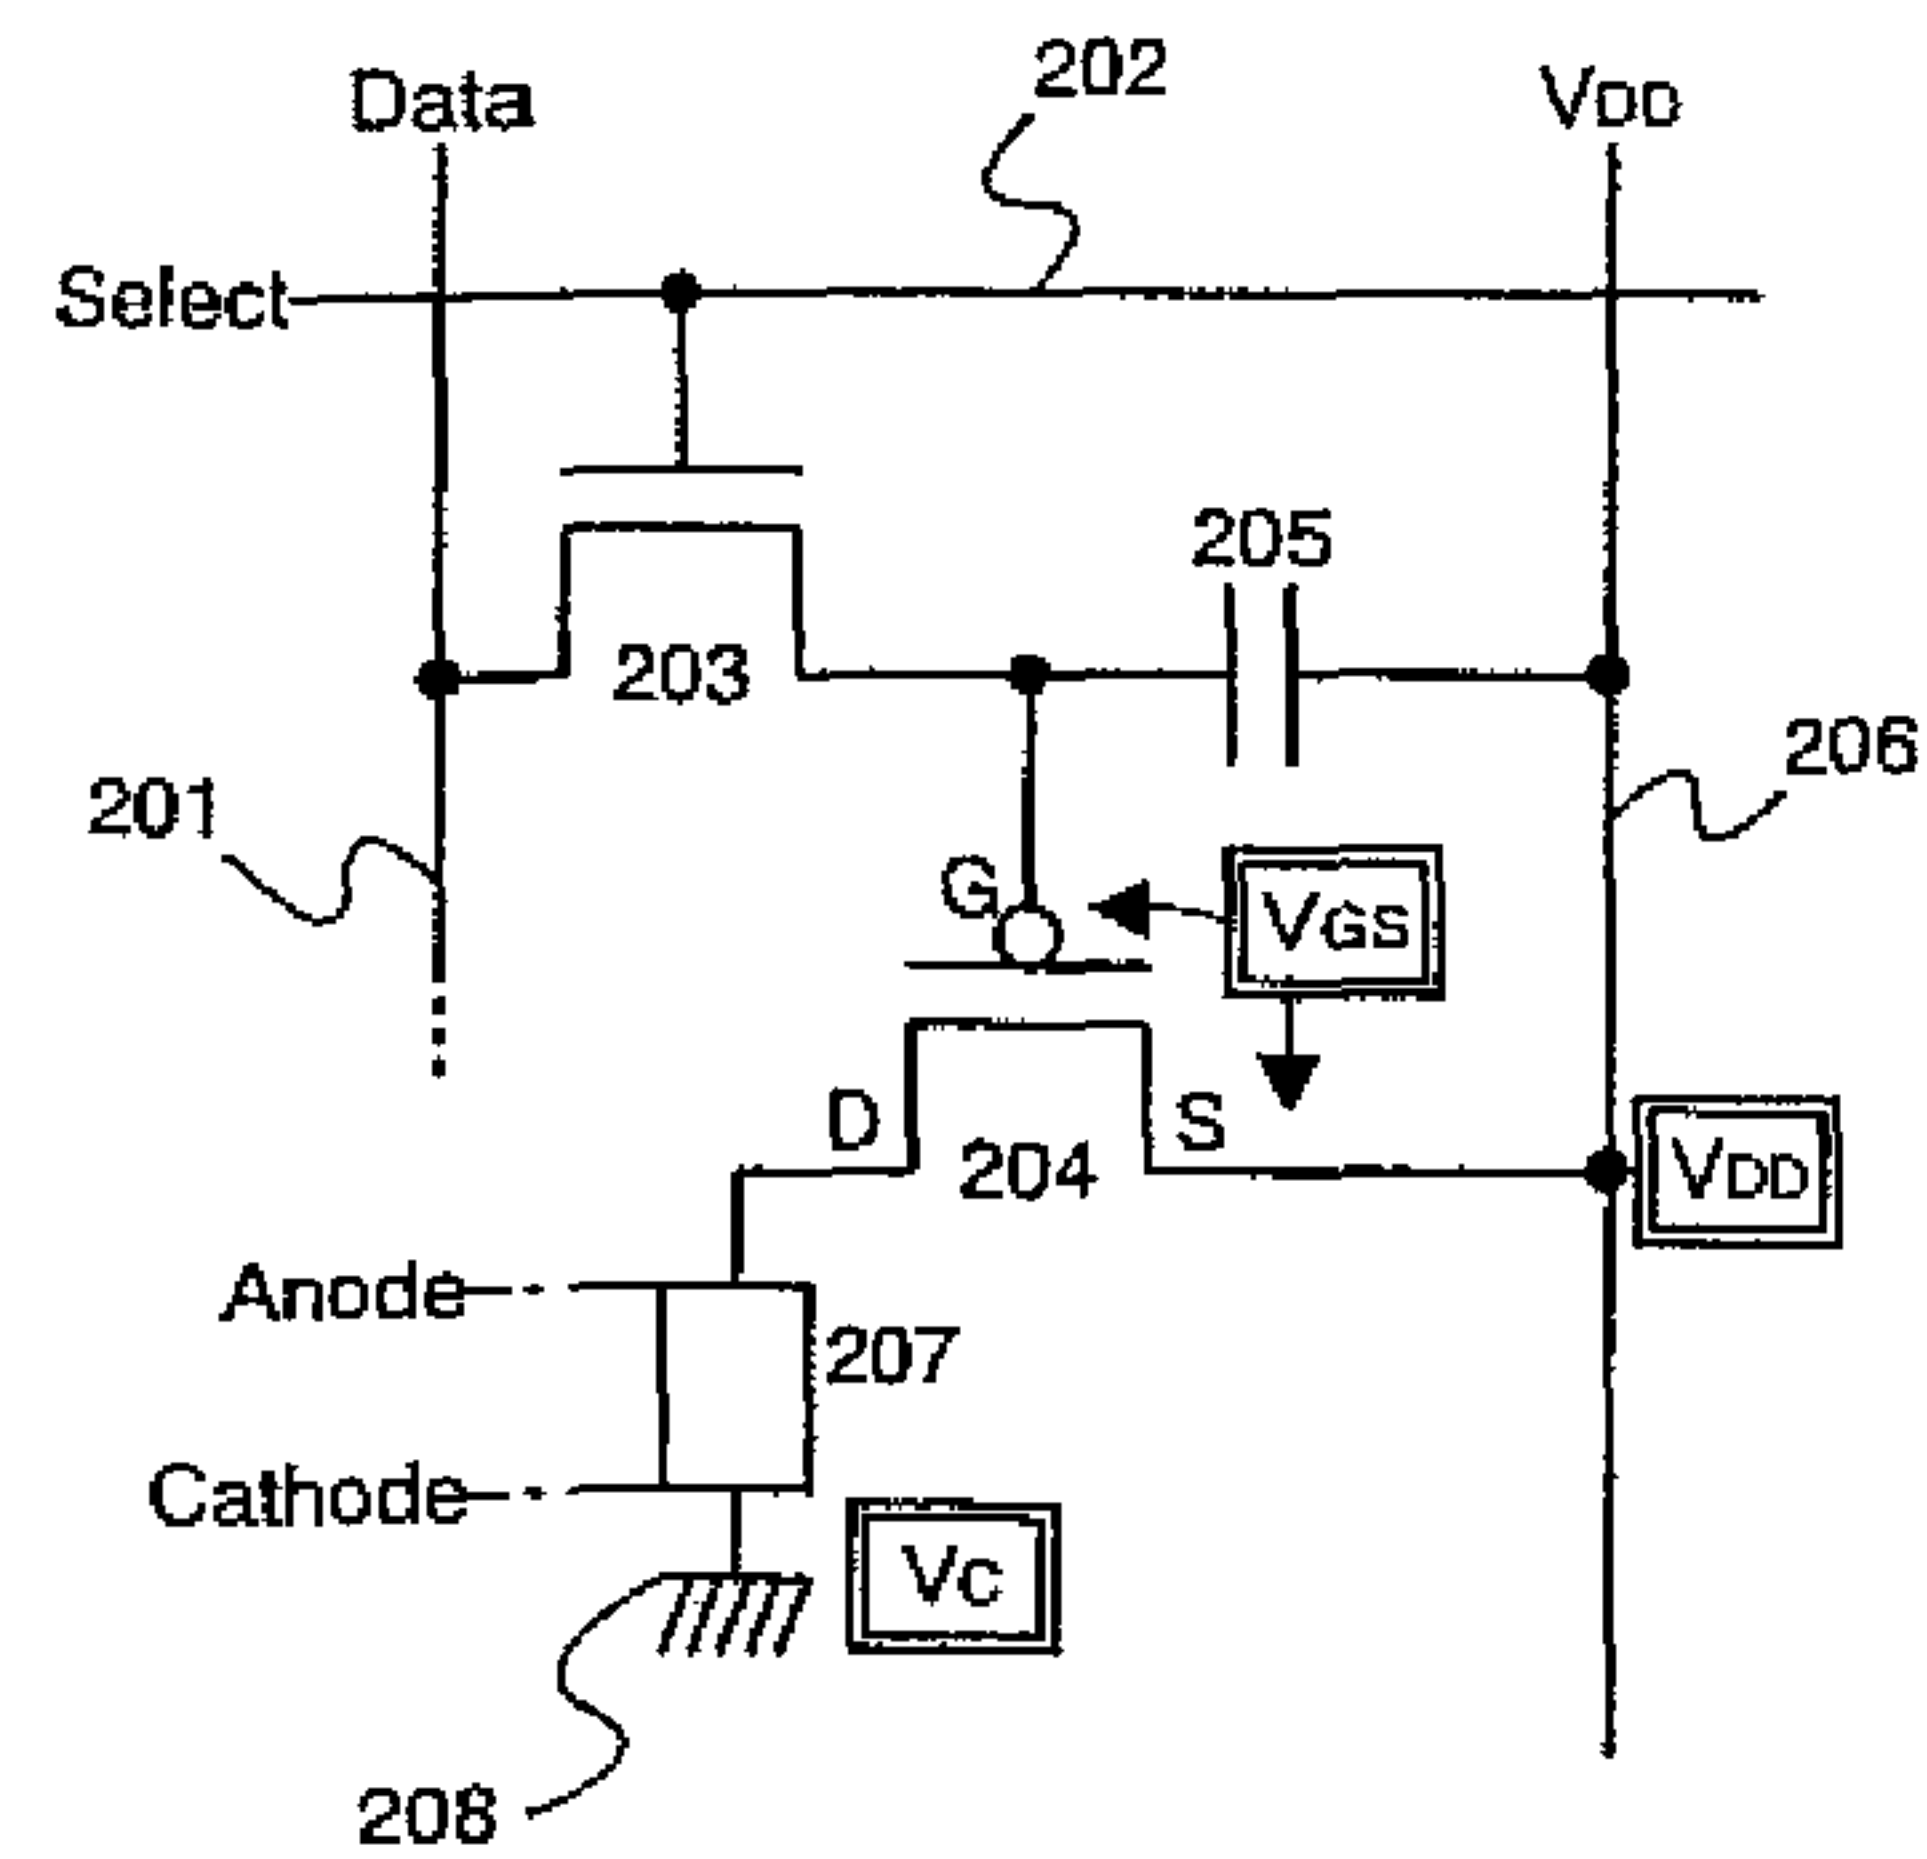 202
Data
VDD
Select
205
203
206
201
G
VGS
D
S
204
VDD
Anode
207
Cathode
VC
208